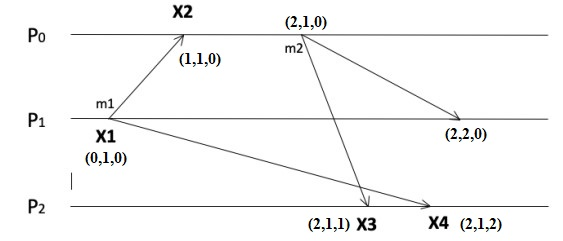 X2
(2,1,0)
P0
(1,1,0)
m2
m1
P1
X1
(2,2,0)
(0,1,0)
P2
(2,1,1) X3 X4 (2,1,2)